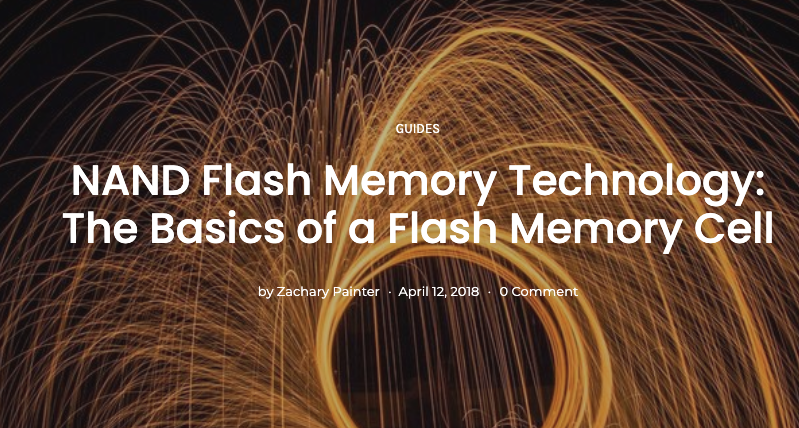 GUIDES
NAND Flash Memory Technology:
The Basics of a Flash Memory Cell
by Zachary Painter · April 12, 2018 · 0 Comment